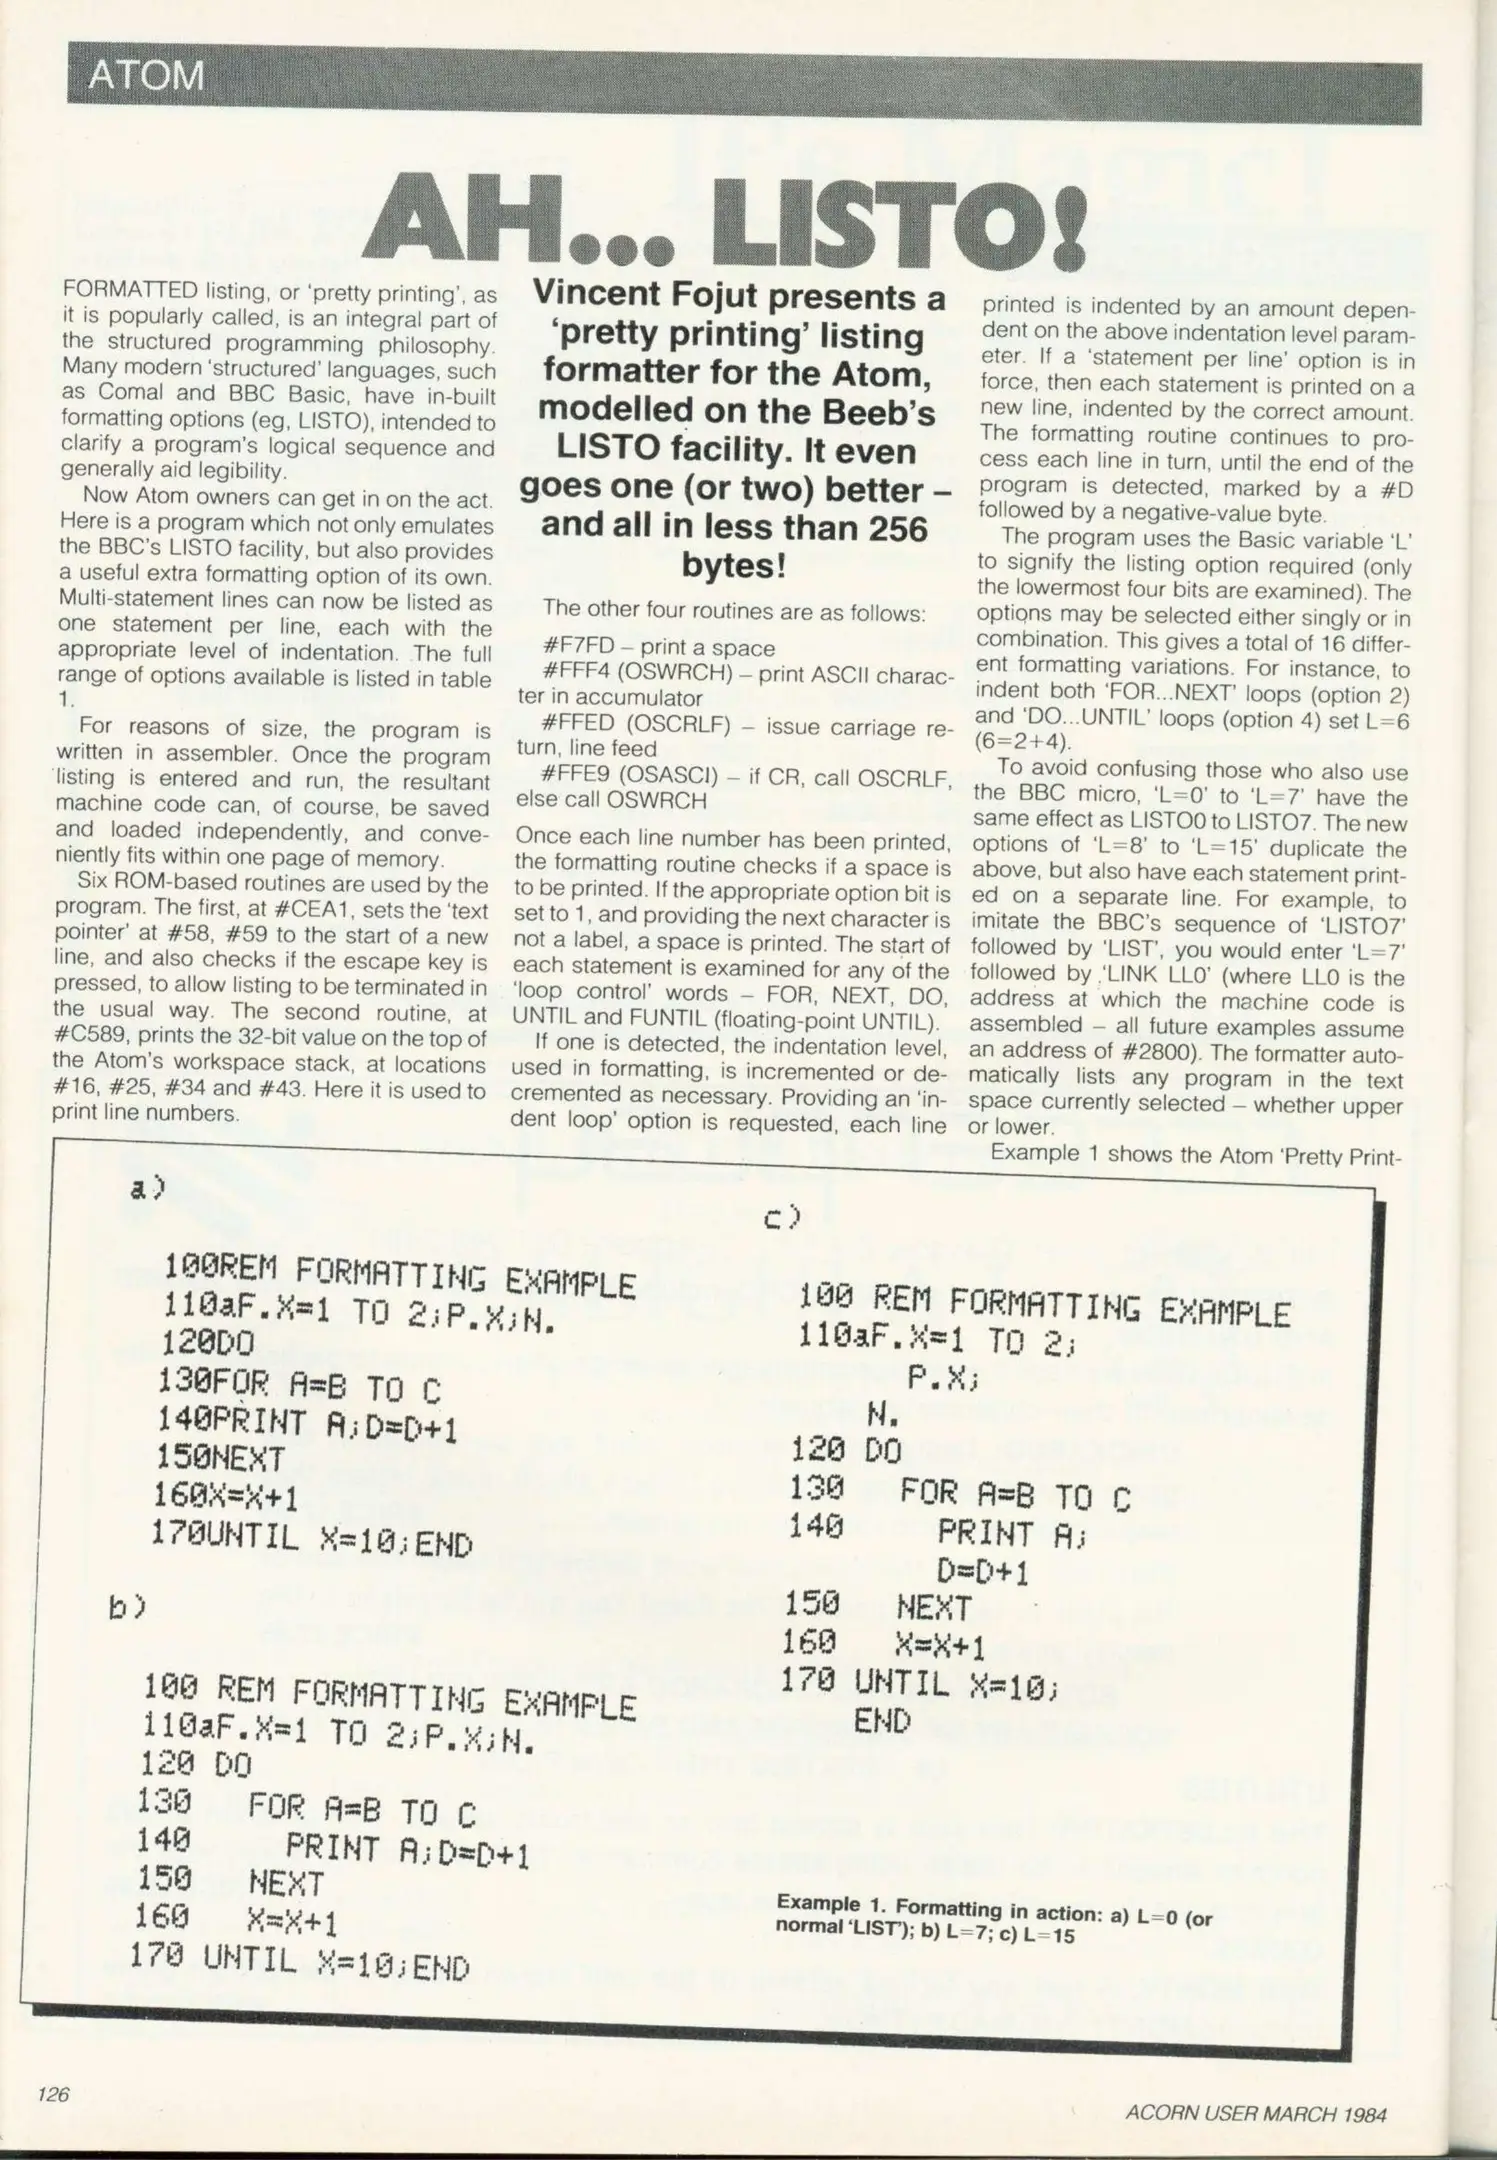 ATOM
AH... LISTO!
FORMATTED listing, or ‘pretty printing’, as
it is popularly called, is an integral part of
the structured programming philosophy.
Many modern ‘structured’ languages, such
as Comal and BBC Basic, have in-built
formatting options (eg, LISTO), intended to
clarify a program’s logical sequence and
generally aid legibility.
Now Atom owners can get in on the act.
Here is a program which not only emulates
the BBC’s LISTO facility, but also provides
a useful extra formatting option of its own.
Multi-statement lines can now be listed as
one statement per line, each with the
appropriate level of indentation. The full
range of options available is listed in table
1.
For reasons of size, the program is
written in assembler. Once the program
listing is entered and run, the resultant
machine code can, of course, be saved
and loaded independently, and conve-
niently fits within one page of memory.
Six ROM-based routines are used by the
program. The first, at #CEA1, sets the ‘text
pointer’ at #58, #59 to the start of a new
line, and also checks if the escape key is
pressed, to allow listing to be terminated in
the usual way. The second routine, at
#C589, prints the 32-bit value on the top of
the Atom’s workspace stack, at locations
#16, #25, #34 and #43. Here it is used to
print line numbers.
Vincent Fojut presents a
‘pretty printing’ listing
formatter for the Atom,
modelled on the Beeb’s
LISTO facility. It even
goes one (or two) better –
and all in less than 256
bytes!
The other four routines are as follows:
#F7FD – print a space
#FFF4 (OSWRCH) – print ASCII charac-
ter in accumulator
#FFED (OSCRLF) – issue carriage re-
turn, line feed
#FFE9 (OSASCI) – if CR, call OSCRLF,
else call OSWRCH
Once each line number has been printed,
the formatting routine checks if a space is
to be printed. If the appropriate option bit is
set to 1, and providing the next character is
not a label, a space is printed. The start of
each statement is examined for any of the
‘loop control’ words – FOR, NEXT, DO,
UNTIL and FUNTIL (floating-point UNTIL).
If one is detected, the indentation level,
used in formatting, is incremented or de-
cremented as necessary. Providing an ‘in-
dent loop’ option is requested, each line
printed is indented by an amount depen-
dent on the above indentation level param-
eter. If a ‘statement per line’ option is in
force, then each statement is printed on a
new line, indented by the correct amount.
The formatting routine continues to pro-
cess each line in turn, until the end of the
program is detected, marked by a #D
followed by a negative-value byte.
The program uses the Basic variable ‘L’
to signify the listing option required (only
the lowermost four bits are examined). The
options may be selected either singly or in
combination. This gives a total of 16 differ-
ent formatting variations. For instance, to
indent both ‘FOR...NEXT’ loops (option 2)
and ‘DO...UNTIL’ loops (option 4) set L=6
(6=2+4).
To avoid confusing those who also use
the BBC micro, ‘L=0’ to ‘L=7’ have the
same effect as LISTO0 to LISTO7. The new
options of ‘L=8’ to ‘L=15’ duplicate the
above, but also have each statement print-
ed on a separate line. For example, to
imitate the BBC’s sequence of ‘LISTO7’
followed by ‘LIST’, you would enter ‘L=7’
followed by ‘LINK LL0’ (where LL0 is the
address at which the machine code is
assembled – all future examples assume
an address of #2800). The formatter auto-
matically lists any program in the text
space currently selected – whether upper
or lower.
Example 1 shows the Atom ‘Pretty Print-
a)
100REM FORMATTING EXAMPLE
110aF.X=1 TO 2;P.X;N.
120DO
130FOR A=B TO C
140PRINT A;D=D+1
150NEXT
160X=X+1
170UNTIL X=10;END
b)
100 REM FORMATTING EXAMPLE
110aF.X=1 TO 2;P.X;N.
120 DO
130   FOR A=B TO C
140     PRINT A;D=D+1
150   NEXT
160   X=X+1
170 UNTIL X=10;END
c)
100 REM FORMATTING EXAMPLE
110aF.X=1 TO 2;
P.X;
N.
120 DO
130   FOR A=B TO C
140     PRINT A;
D=D+1
150   NEXT
160   X=X+1
170 UNTIL X=10;
END
Example 1. Formatting in action: a) L=0 (or
normal ‘LIST’); b) L=7; c) L=15
126
ACORN USER MARCH 1984